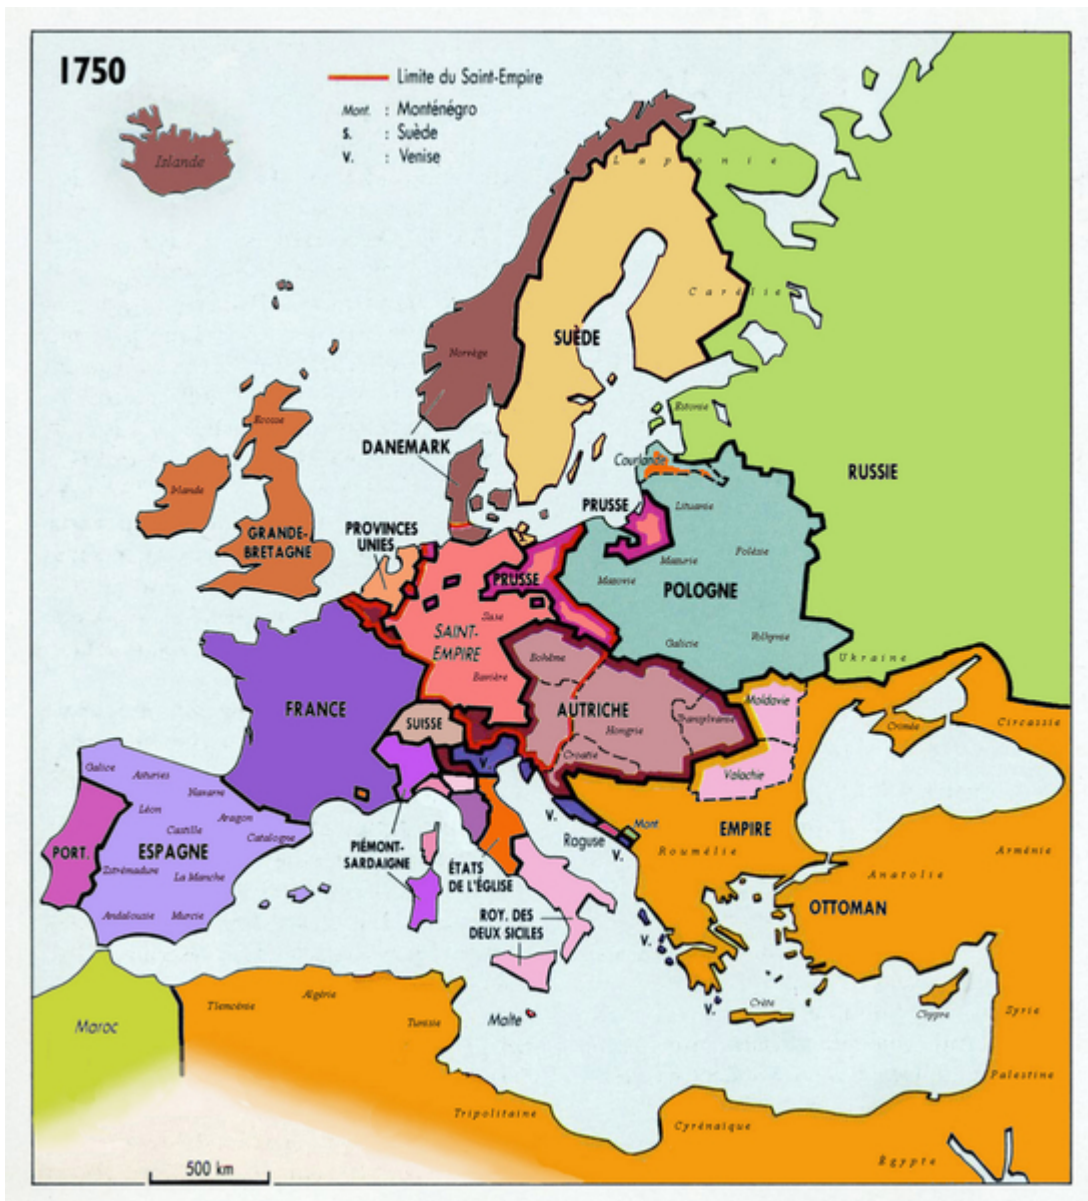 1750
Limite du Saint-Empire
Mont. : Monténégro
S. : Suède
V. : Venise
Islande
Laponie
Carélie
SUÈDE
Norvège
Ecosse
DANEMARK
Estonie
Courlande
RUSSIE
Irlande
PRUSSE
Lituanie
GRANDE-
BRETAGNE
PROVINCES
UNIES
Polésie
Mazurie
PRUSSE
Mazovie
POLOGNE
Saxe
SAINT-
EMPIRE
Galicie
Volhynie
Ukraine
Bohême
Bavière
Moldavie
FRANCE
SUISSE
AUTRICHE
Hongrie
Transylvanie
Circassie
Crimée
Croatie
V.
Valachie
Galice
Asturies
Navarre
Léon
Aragon
Castille
Catalogne
V.
Mont.
EMPIRE
PORT.
ESPAGNE
PIÉMONT-
SARDAIGNE
Raguse
V.
Roumélie
Arménie
Estrémadure
La Manche
ÉTATS
DE L'ÉGLISE
Anatolie
Andalousie
Murcie
ROY. DES
DEUX SICILES
OTTOMAN
V.
Tlemcénie
Algérie
Maroc
Tunisie
Malte
V.
Crète
Chypre
Syrie
Palestine
Tripolitaine
Cyrénaïque
Égypte
500 km